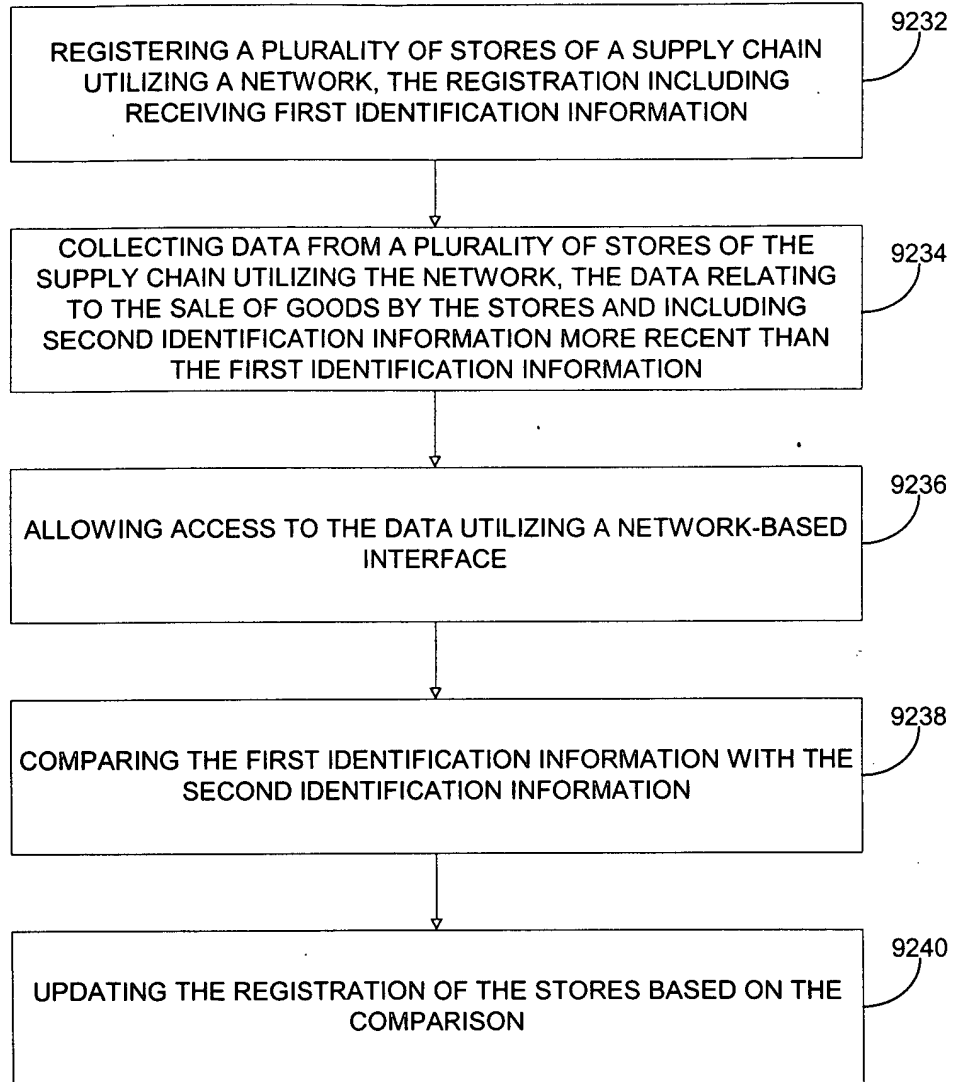 9232
REGISTERING A PLURALITY OF STORES OF A SUPPLY CHAIN
UTILIZING A NETWORK, THE REGISTRATION INCLUDING
RECEIVING FIRST IDENTIFICATION INFORMATION
9234
COLLECTING DATA FROM A PLURALITY OF STORES OF THE
SUPPLY CHAIN UTILIZING THE NETWORK, THE DATA RELATING
TO THE SALE OF GOODS BY THE STORES AND INCLUDING
SECOND IDENTIFICATION INFORMATION MORE RECENT THAN
THE FIRST IDENTIFICATION INFORMATION
9236
ALLOWING ACCESS TO THE DATA UTILIZING A NETWORK-BASED
INTERFACE
9238
COMPARING THE FIRST IDENTIFICATION INFORMATION WITH THE
SECOND IDENTIFICATION INFORMATION
9240
UPDATING THE REGISTRATION OF THE STORES BASED ON THE
COMPARISON